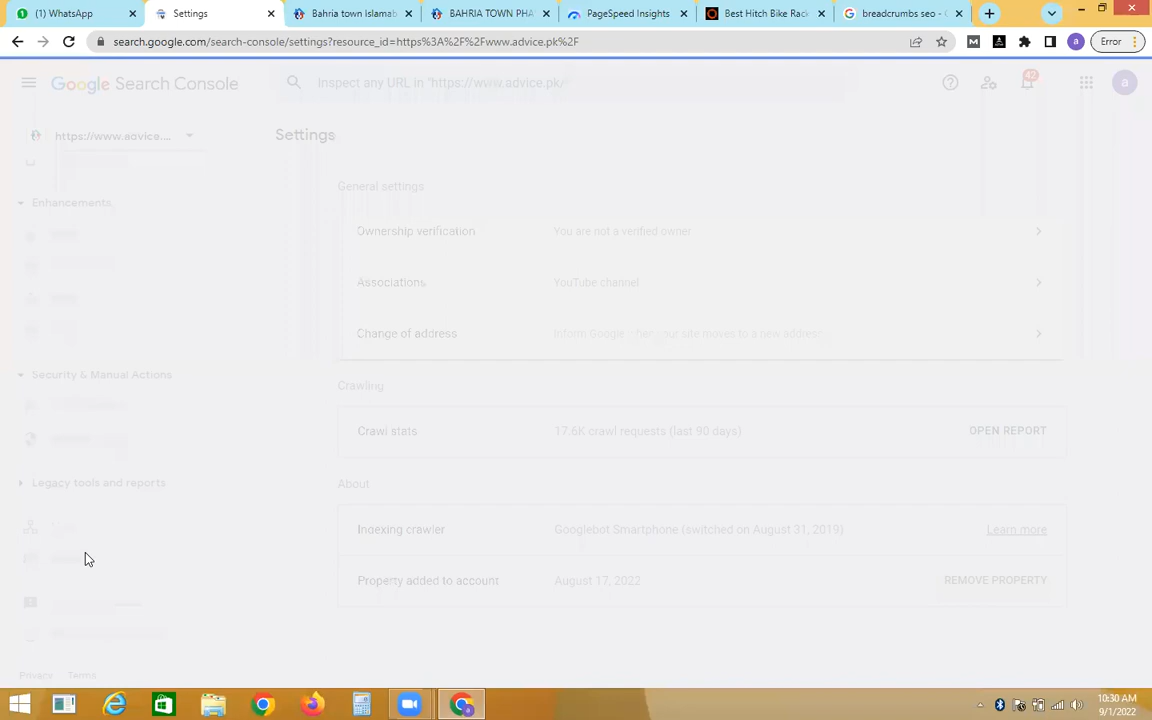 (1) WhatsApp
Settings
Bahria town Islamab
BAHRIA TOWN PHA
PageSpeed Insights
Best Hitch Bike Rac
breadcrumbs seo -
search.google.com/search-console/settings?resource_id=https%3A%2F%2Fwww.advice.pk%2F
a
Error
Google Search Console
Inspect any URL in "https://www.advice.pk/"
42
a
https://www.advice....
Settings
General settings
Enhancements
Ownership verification
You are not a verified owner
Associations
YouTube channel
Change of address
Inform Google when your site moves to a new address
Security & Manual Actions
Crawling
Crawl stats
17.6K crawl requests (last 90 days)
OPEN REPORT
Legacy tools and reports
About
Indexing crawler
Googlebot Smartphone (switched on August 31, 2019)
Learn more
Property added to account
August 17, 2022
REMOVE PROPERTY
Privacy
Terms
10:30 AM
9/1/2022